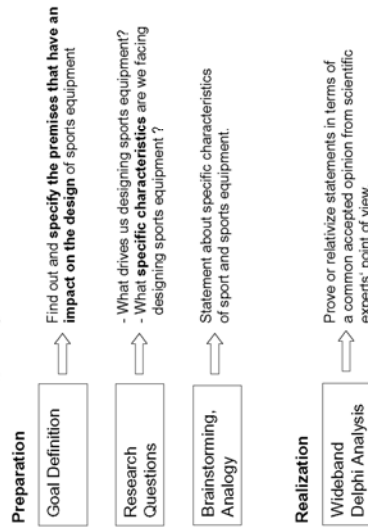 Preparation
Goal Definition
Find out and specify the premises that have an
impact on the design of sports equipment
Research
Questions
- What drives us designing sports equipment?
- What specific characteristics are we facing
designing sports equipment ?
Brainstorming,
Analogy
Statement about specific characteristics
of sport and sports equipment.
Realization
Wideband
Delphi Analysis
Prove or relativize statements in terms of
a common accepted opinion from scientific
experts' point of view